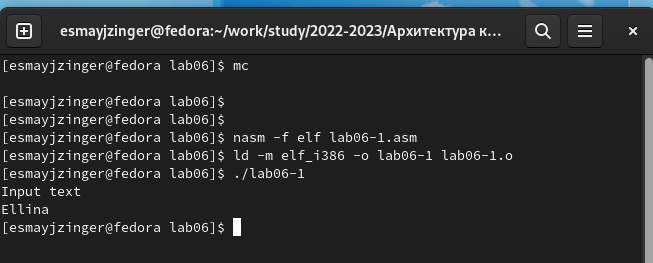 esmayjzinger@fedora:~/work/study/2022-2023/Архитектура к...
[esmayjzinger@fedora lab06]$ mc
[esmayjzinger@fedora lab06]$
[esmayjzinger@fedora lab06]$
[esmayjzinger@fedora lab06]$ nasm -f elf lab06-1.asm
[esmayjzinger@fedora lab06]$ ld -m elf_i386 -o lab06-1 lab06-1.o
[esmayjzinger@fedora lab06]$ ./lab06-1
Input text
Ellina
[esmayjzinger@fedora lab06]$